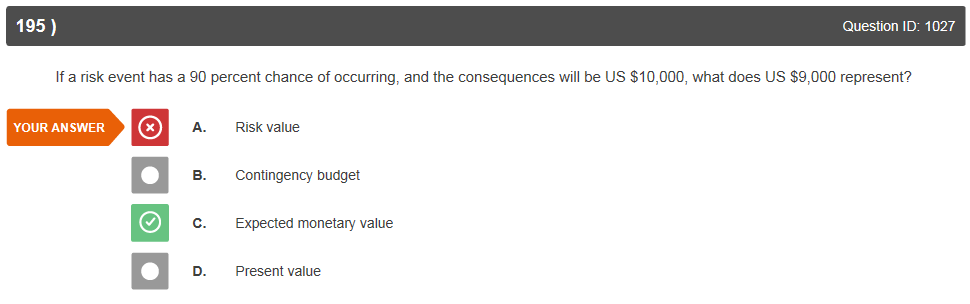 195 ) Question ID: 1027
If a risk event has a 90 percent chance of occurring, and the consequences will be US $10,000, what does US $9,000 represent?
YOUR ANSWER A. Risk value
B. Contingency budget
C. Expected monetary value
D. Present value